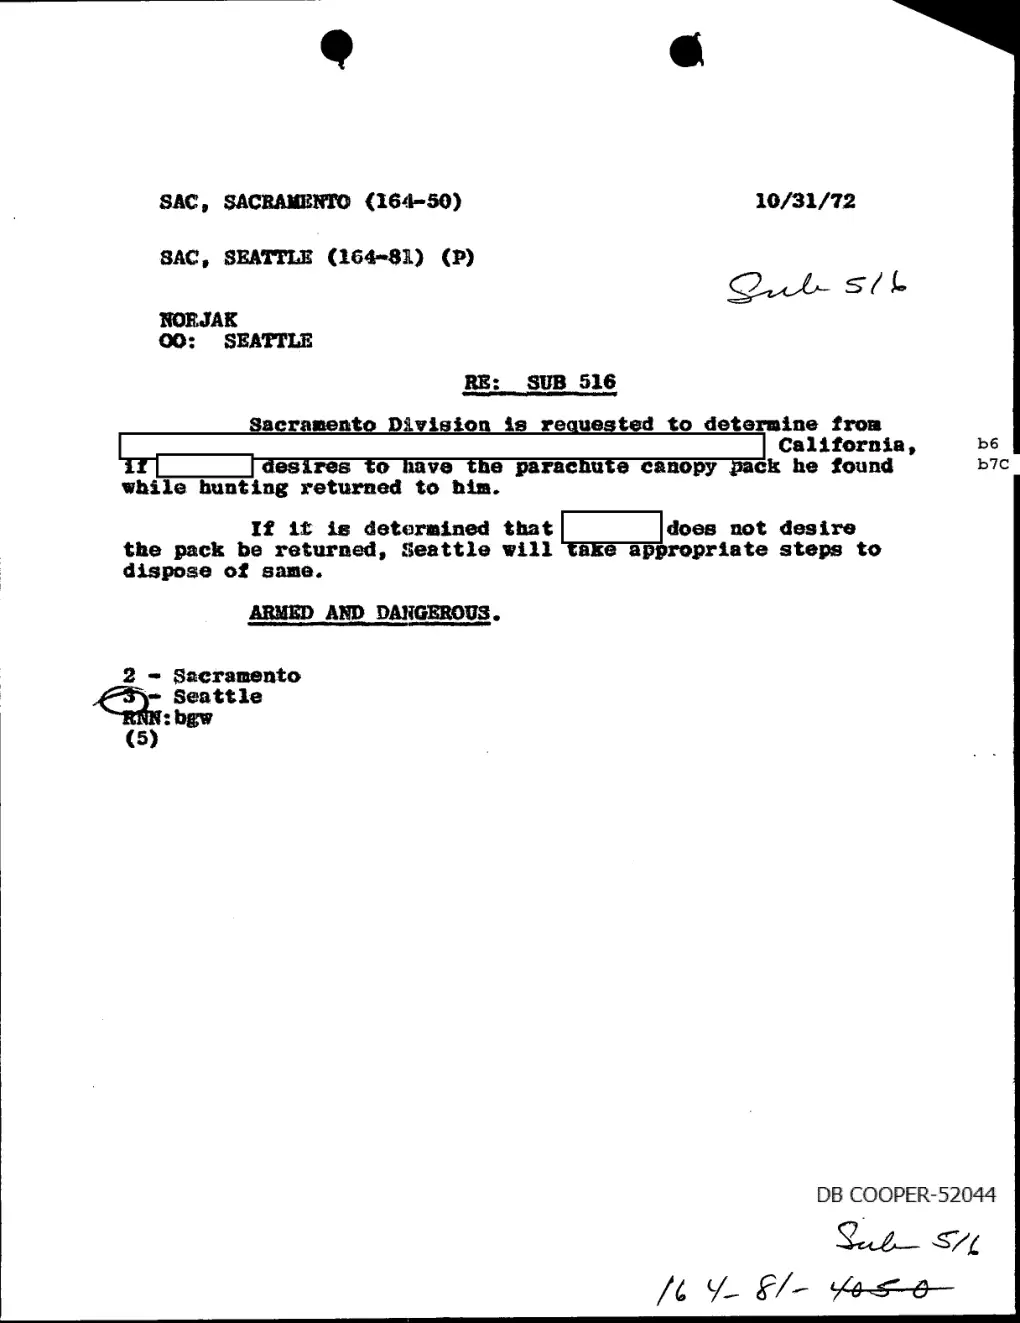 SAC, SACRAMENTO (164-50) 10/31/72
SAC, SEATTLE (164-81) (P)
Sub 516
NORJAK
OO: SEATTLE
RE: SUB 516
Sacramento Division is requested to determine from
California, b6
if desires to have the parachute canopy pack he found b7C
while hunting returned to him.
If it is determined that does not desire
the pack be returned, Seattle will take appropriate steps to
dispose of same.
ARMED AND DANGEROUS.
2 - Sacramento
3 - Seattle
RNN:bgw
(5)
DB COOPER-52044
Sub 516
164-81-4050